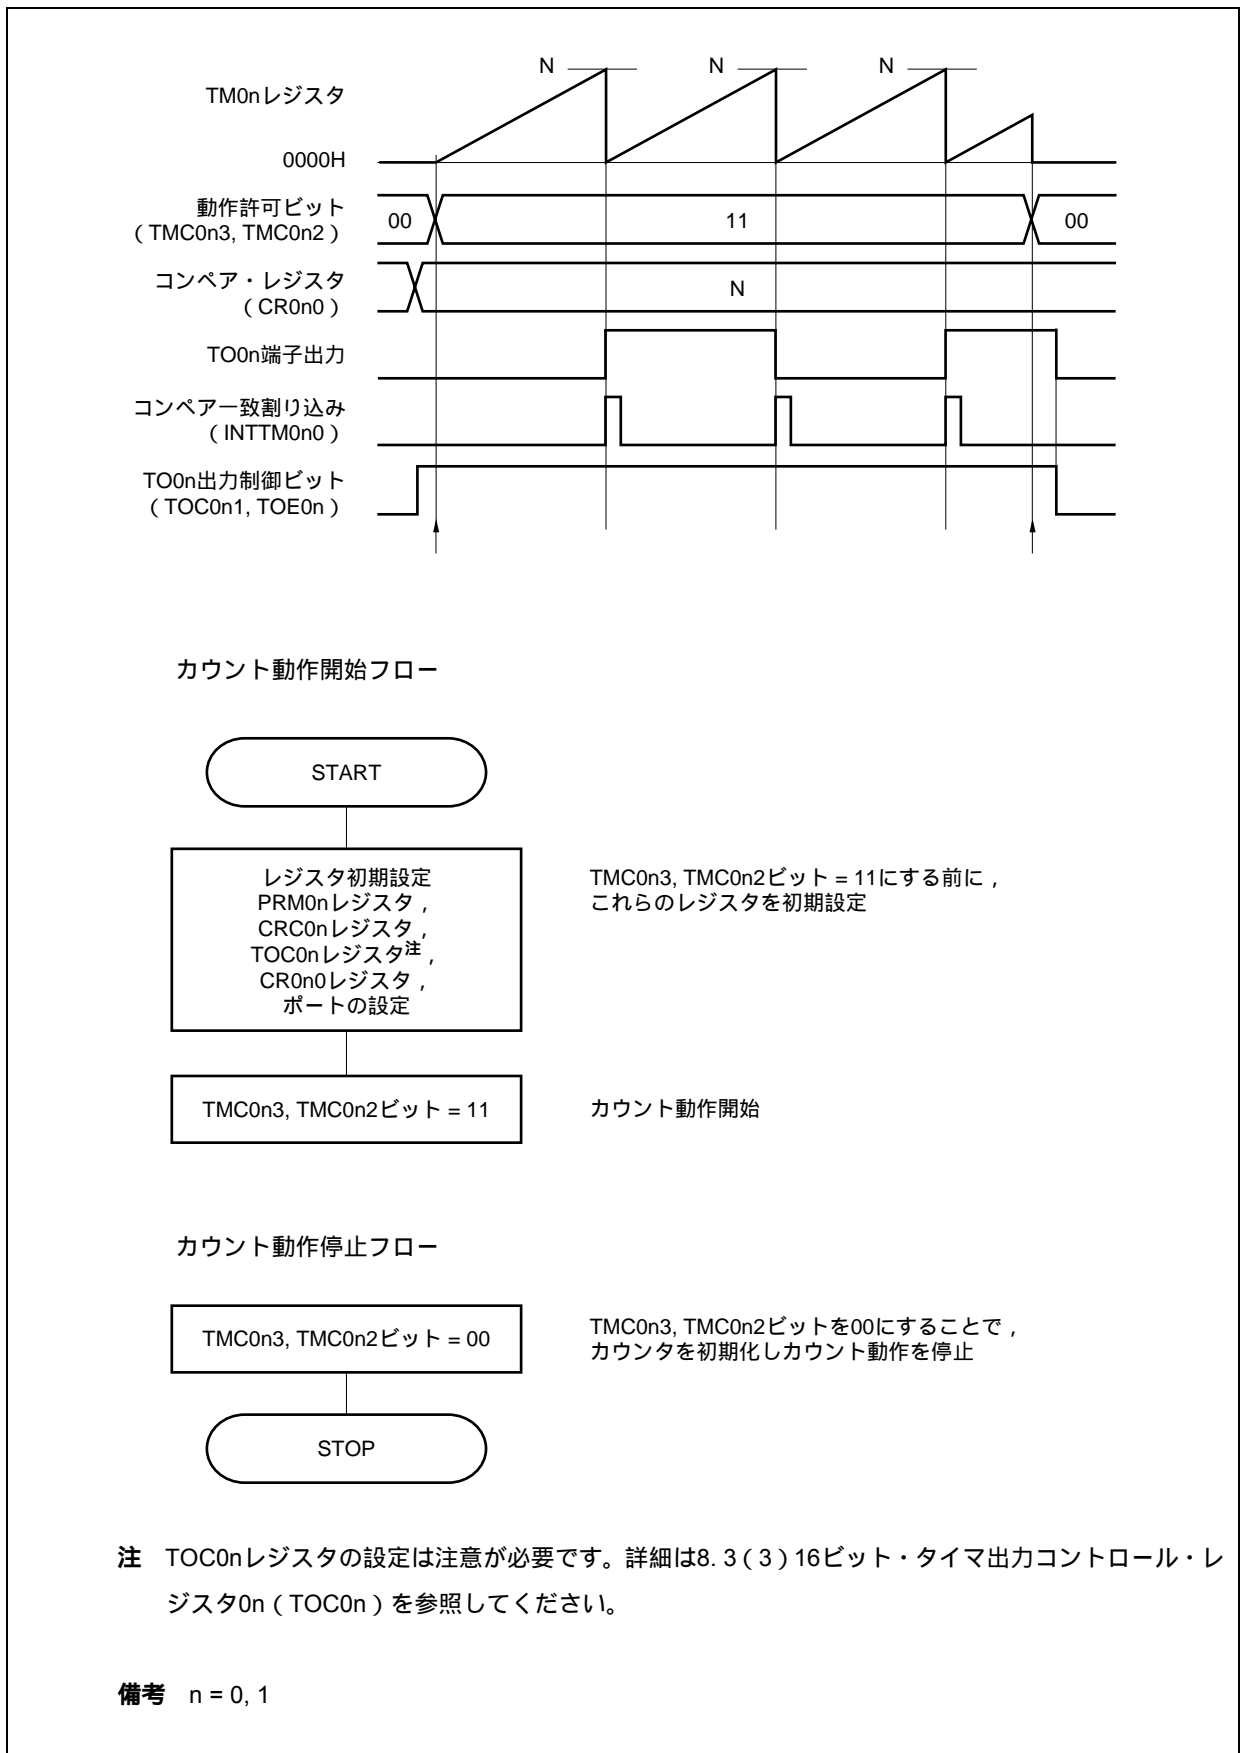 N N N
TM0nレジスタ
0000H
動作許可ビット
（TMC0n3, TMC0n2）
00 11 00
コンペア・レジスタ
（CR0n0）
N
TO0n端子出力
コンペア一致割り込み
（INTTM0n0）
TO0n出力制御ビット
（TOC0n1, TOE0n）
カウント動作開始フロー
START
レジスタ初期設定
PRM0nレジスタ，
CRC0nレジスタ，
TOC0nレジスタ注，
CR0n0レジスタ，
ポートの設定
TMC0n3, TMC0n2ビット = 11にする前に，
これらのレジスタを初期設定
TMC0n3, TMC0n2ビット = 11
カウント動作開始
カウント動作停止フロー
TMC0n3, TMC0n2ビット = 00
TMC0n3, TMC0n2ビットを00にすることで，
カウンタを初期化しカウント動作を停止
STOP
注 TOC0nレジスタの設定は注意が必要です。詳細は8. 3（3）16ビット・タイマ出力コントロール・レ
ジスタ0n（TOC0n）を参照してください。
備考 n = 0, 1